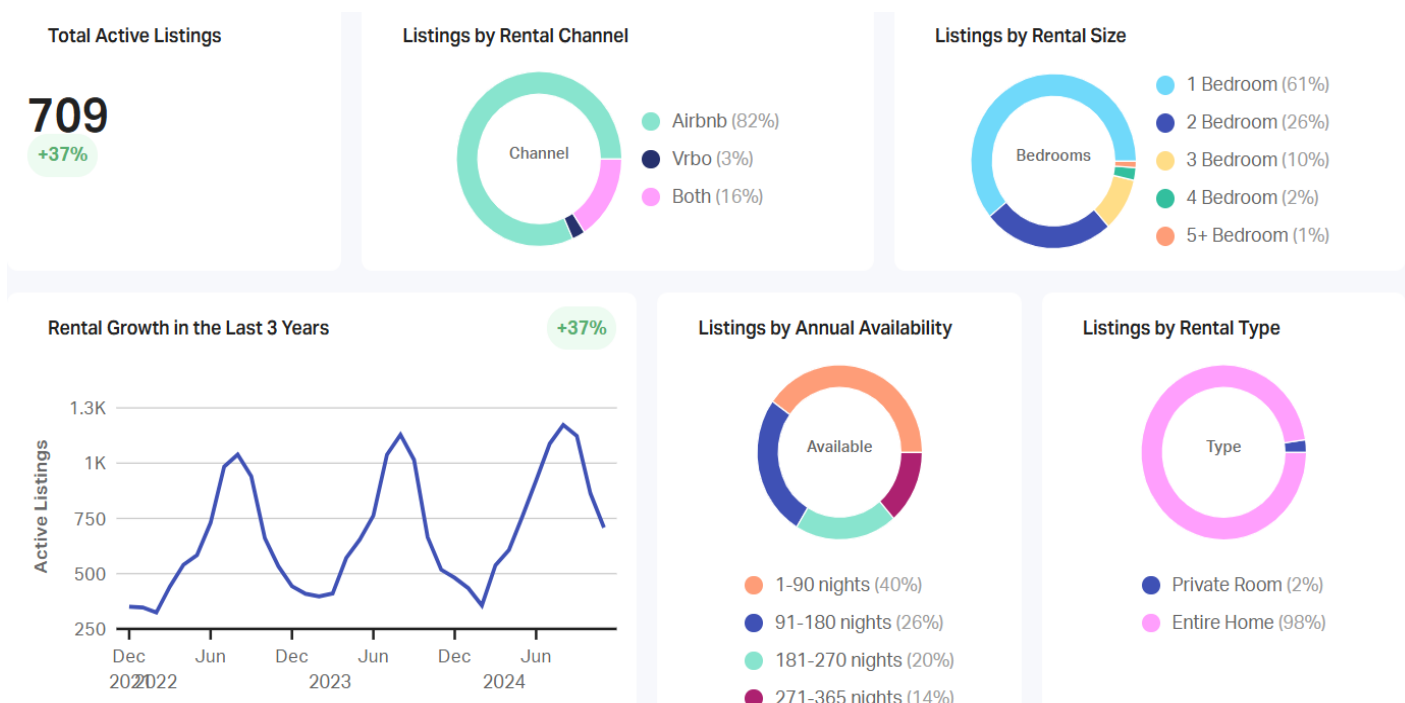 Total Active Listings
709
+37%
Listings by Rental Channel
Channel
Airbnb (82%)
Vrbo (3%)
Both (16%)
Listings by Rental Size
Bedrooms
1 Bedroom (61%)
2 Bedroom (26%)
3 Bedroom (10%)
4 Bedroom (2%)
5+ Bedroom (1%)
Rental Growth in the Last 3 Years
+37%
Active Listings
1.3K
1K
750
500
250
Dec Jun Dec Jun Dec Jun
2021 2022 2023 2024
Listings by Annual Availability
Available
1-90 nights (40%)
91-180 nights (26%)
181-270 nights (20%)
271-365 nights (14%)
Listings by Rental Type
Type
Private Room (2%)
Entire Home (98%)